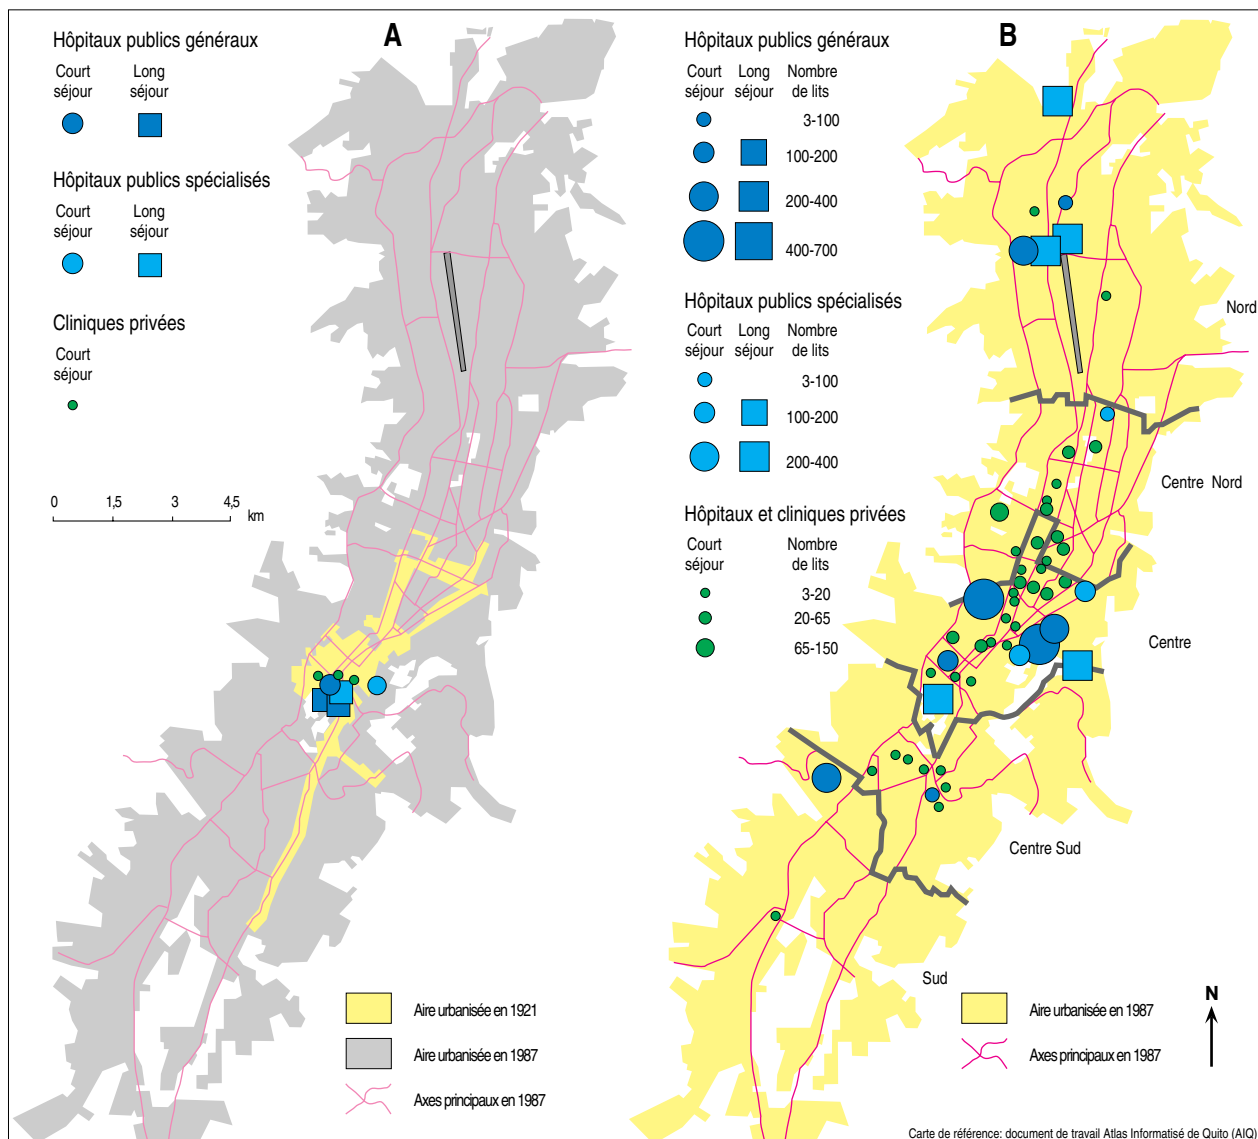 A
Hôpitaux publics généraux
Court séjour
Long séjour
Hôpitaux publics spécialisés
Court séjour
Long séjour
Cliniques privées
Court séjour
0 1,5 3 4,5
km
Aire urbanisée en 1921
Aire urbanisée en 1987
Axes principaux en 1987
B
Hôpitaux publics généraux
Court séjour
Long séjour
Nombre de lits
3-100
100-200
200-400
400-700
Hôpitaux publics spécialisés
Court séjour
Long séjour
Nombre de lits
3-100
100-200
200-400
Hôpitaux et cliniques privées
Court séjour
Nombre de lits
3-20
20-65
65-150
Nord
Centre Nord
Centre
Centre Sud
Sud
Aire urbanisée en 1987
Axes principaux en 1987
N
Carte de référence: document de travail Atlas Informatisé de Quito (AIQ)